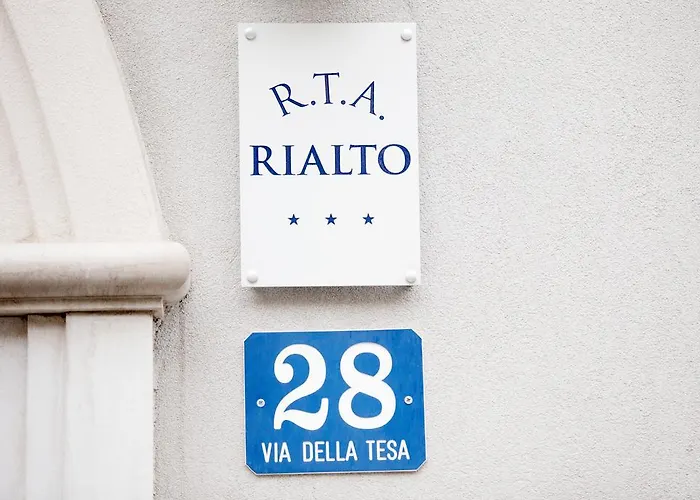 R.T.A.
RIALTO
★ ★ ★
28
VIA DELLA TESA